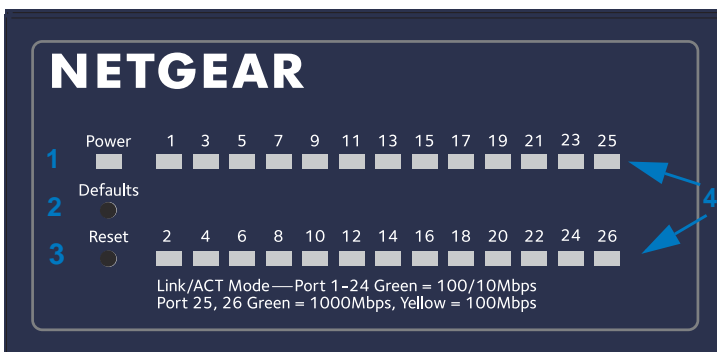 NETGEAR
Power 1 3 5 7 9 11 13 15 17 19 21 23 25
1
4
Defaults
2
Reset 2 4 6 8 10 12 14 16 18 20 22 24 26
3
Link/ACT Mode—Port 1-24 Green = 100/10Mbps
Port 25, 26 Green = 1000Mbps, Yellow = 100Mbps